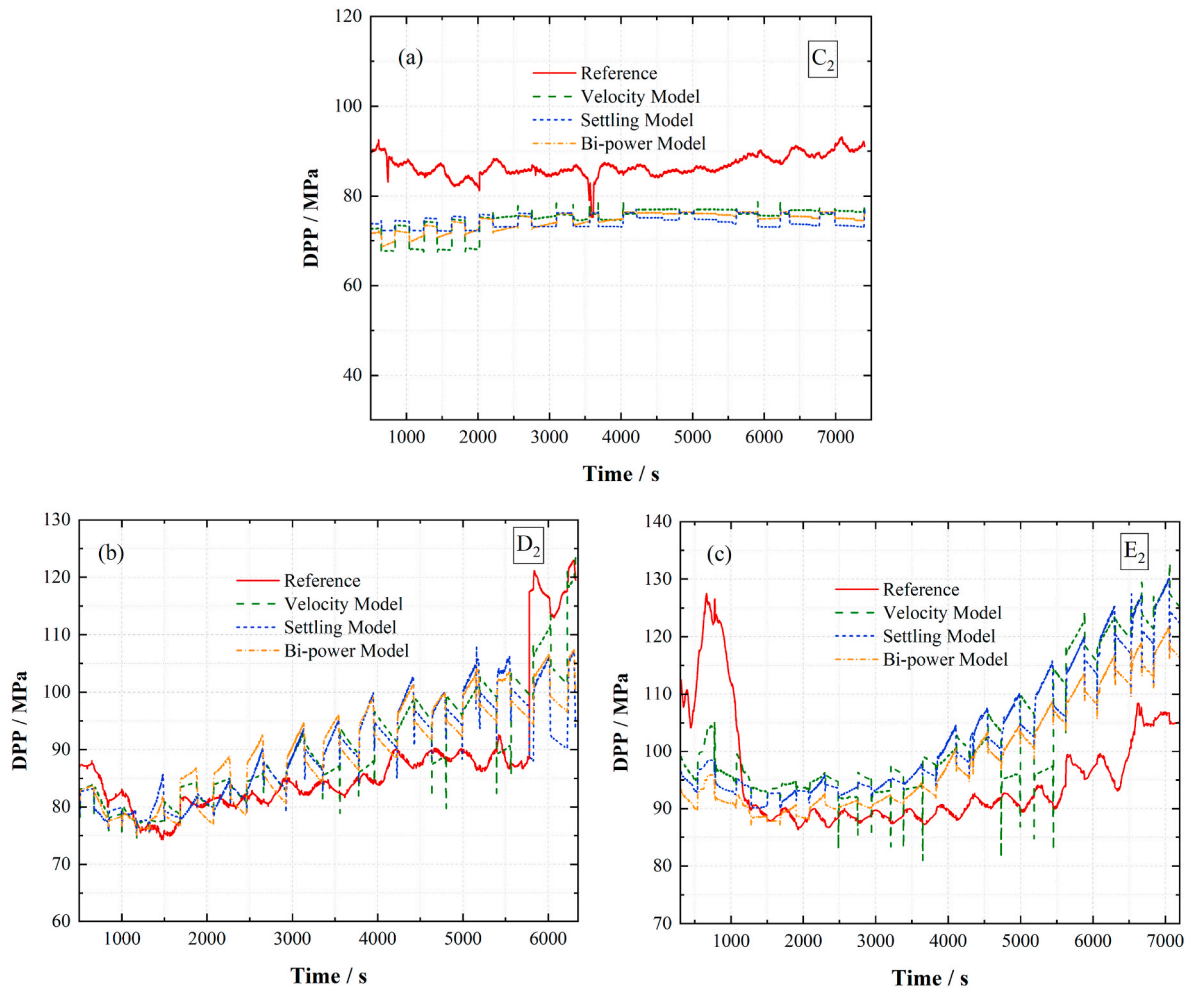 (a)
C2
Reference
Velocity Model
Settling Model
Bi-power Model
DPP / MPa
120
100
80
60
40
1000 2000 3000 4000 5000 6000 7000
Time / s
(b)
D2
Reference
Velocity Model
Settling Model
Bi-power Model
DPP / MPa
130
120
110
100
90
80
70
60
1000 2000 3000 4000 5000 6000
Time / s
(c)
E2
Reference
Velocity Model
Settling Model
Bi-power Model
DPP / MPa
140
130
120
110
100
90
80
70
1000 2000 3000 4000 5000 6000 7000
Time / s